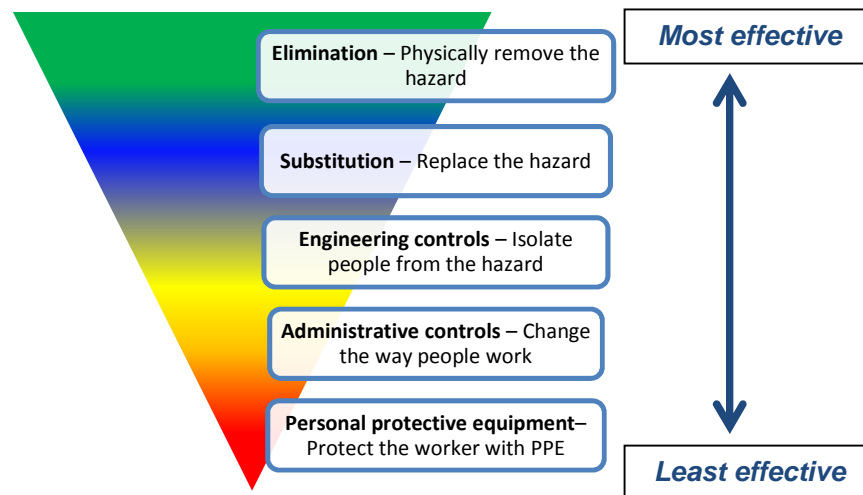 Elimination – Physically remove the
hazard
Most effective
Substitution – Replace the hazard
Engineering controls – Isolate
people from the hazard
Administrative controls – Change
the way people work
Personal protective equipment–
Protect the worker with PPE
Least effective